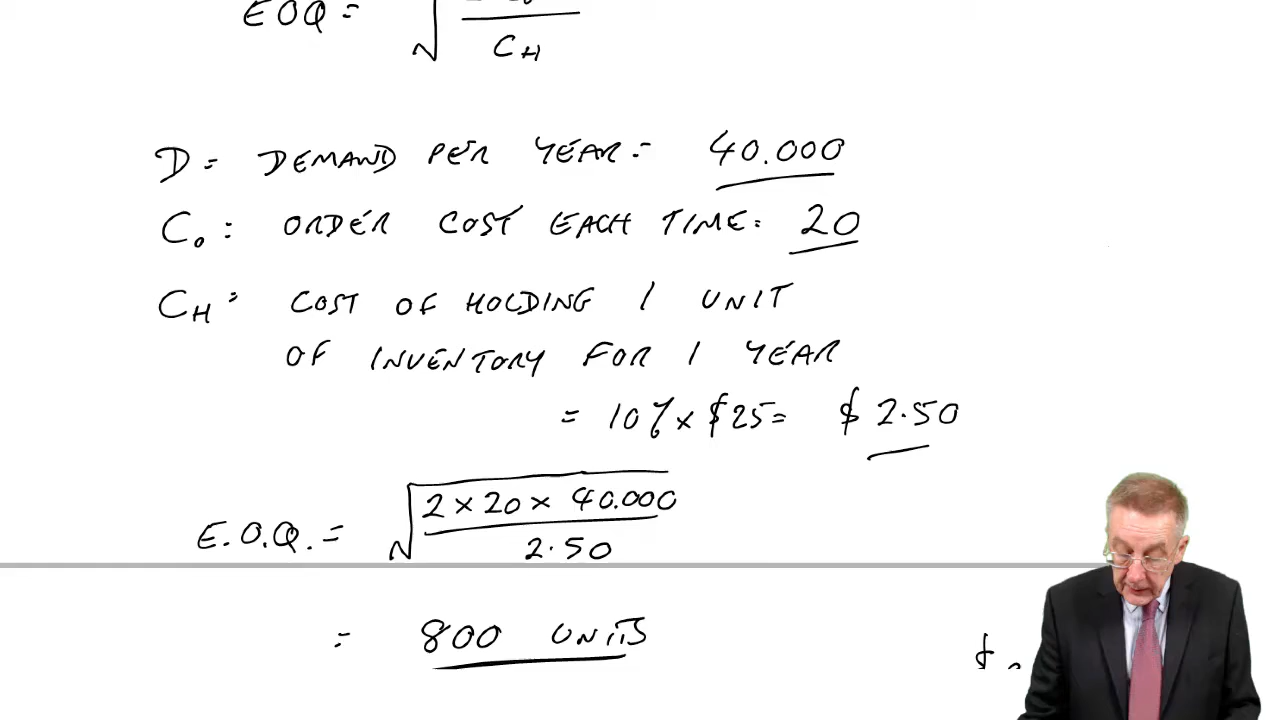 EOQ = √
CH
D = DEMAND PER YEAR = 40.000
Co = ORDER COST EACH TIME = 20
CH = COST OF HOLDING 1 UNIT
OF INVENTORY FOR 1 YEAR
= 10% x $25 = $ 2.50
E.O.Q. = √ 2 x 20 x 40.000
2.50
= 800 UNITS
$